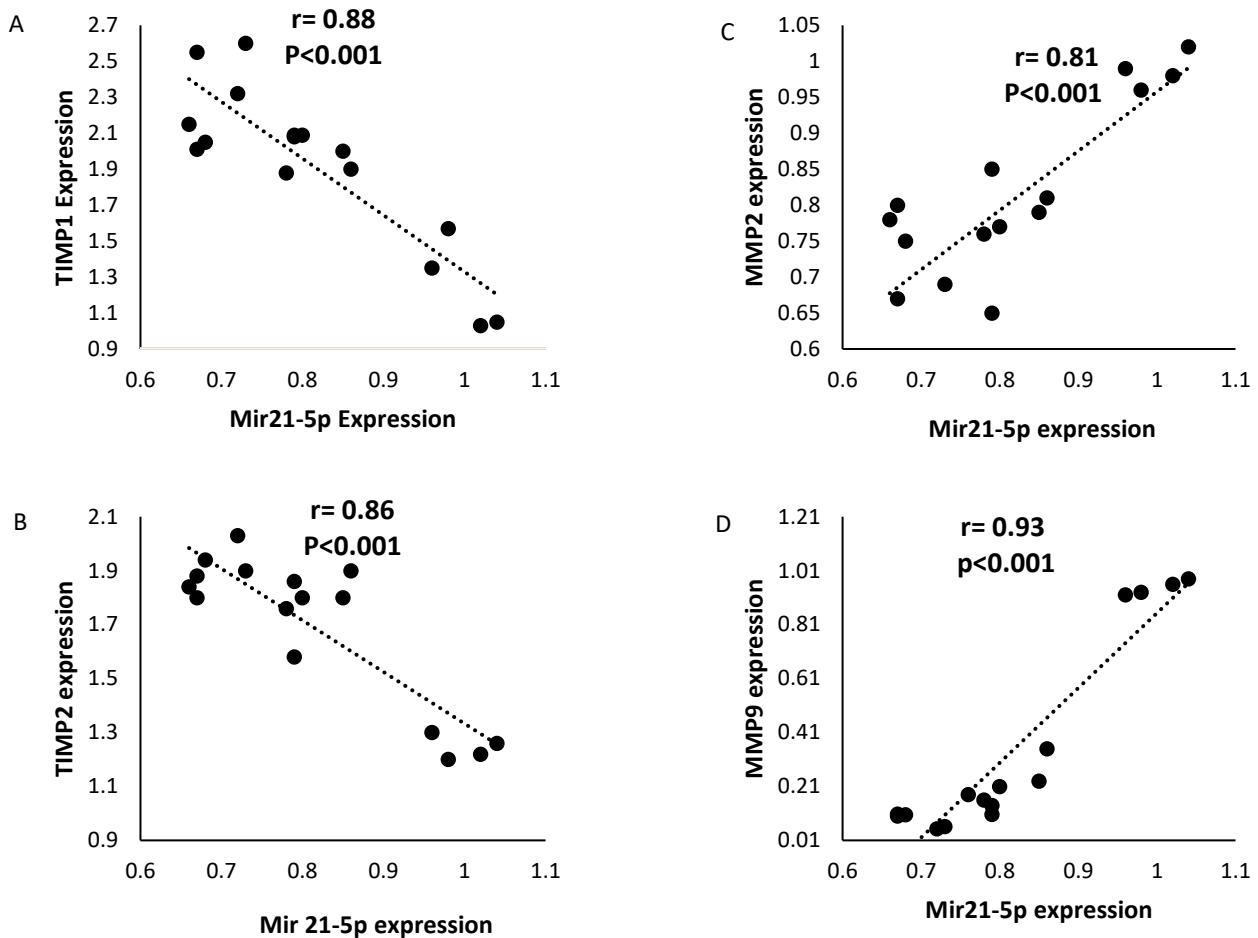 A
r= 0.88
P<0.001
TIMP1 Expression
2.7
2.5
2.3
2.1
1.9
1.7
1.5
1.3
1.1
0.9
0.6 0.7 0.8 0.9 1 1.1
Mir21-5p Expression
C
r= 0.81
P<0.001
MMP2 expression
1.05
1
0.95
0.9
0.85
0.8
0.75
0.7
0.65
0.6
0.6 0.7 0.8 0.9 1 1.1
Mir21-5p expression
B
r= 0.86
P<0.001
TIMP2 expression
2.1
1.9
1.7
1.5
1.3
1.1
0.9
0.6 0.7 0.8 0.9 1 1.1
Mir 21-5p expression
D
r= 0.93
p<0.001
MMP9 expression
1.21
1.01
0.81
0.61
0.41
0.21
0.01
0.6 0.7 0.8 0.9 1 1.1
Mir21-5p expression